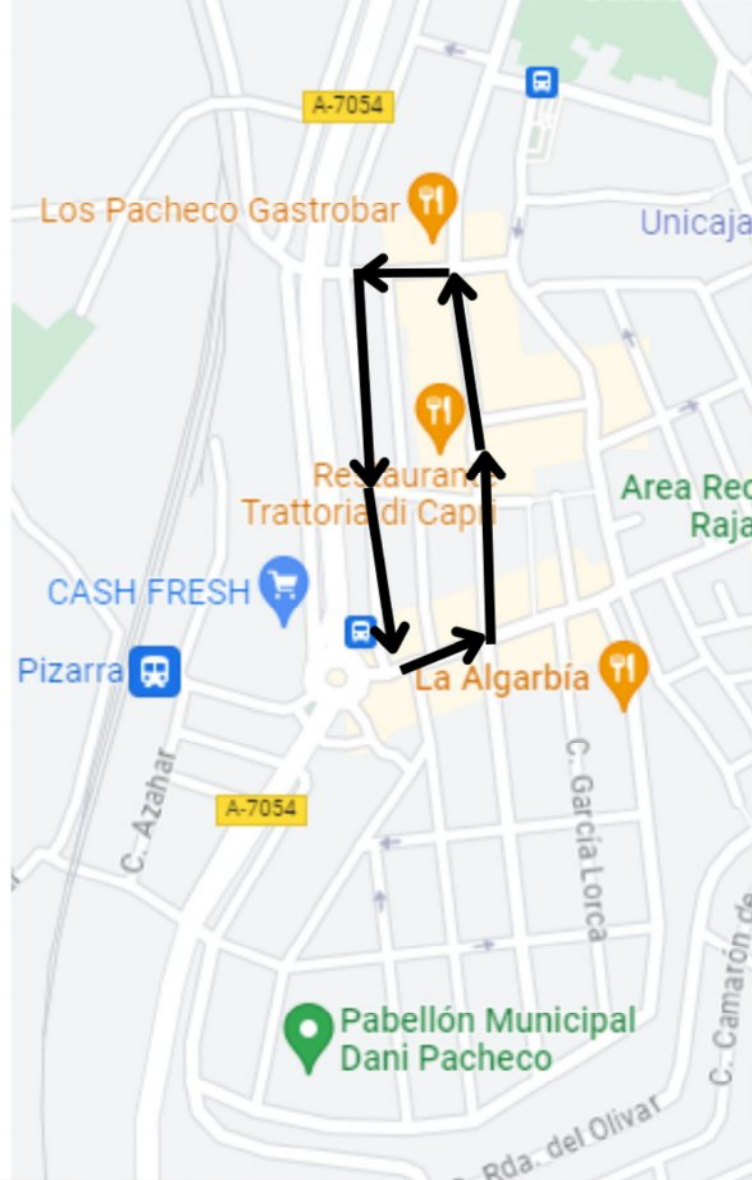 A-7054
Los Pacheco Gastrobar
Unicaja
Restaurante
Trattoria di Capri
Area Rec
Raja
CASH FRESH
Pizarra
La Algarbía
C. Azahar
A-7054
C. García Lorca
C. Camarón de
Pabellón Municipal
Dani Pacheco
Rda. del Olivar